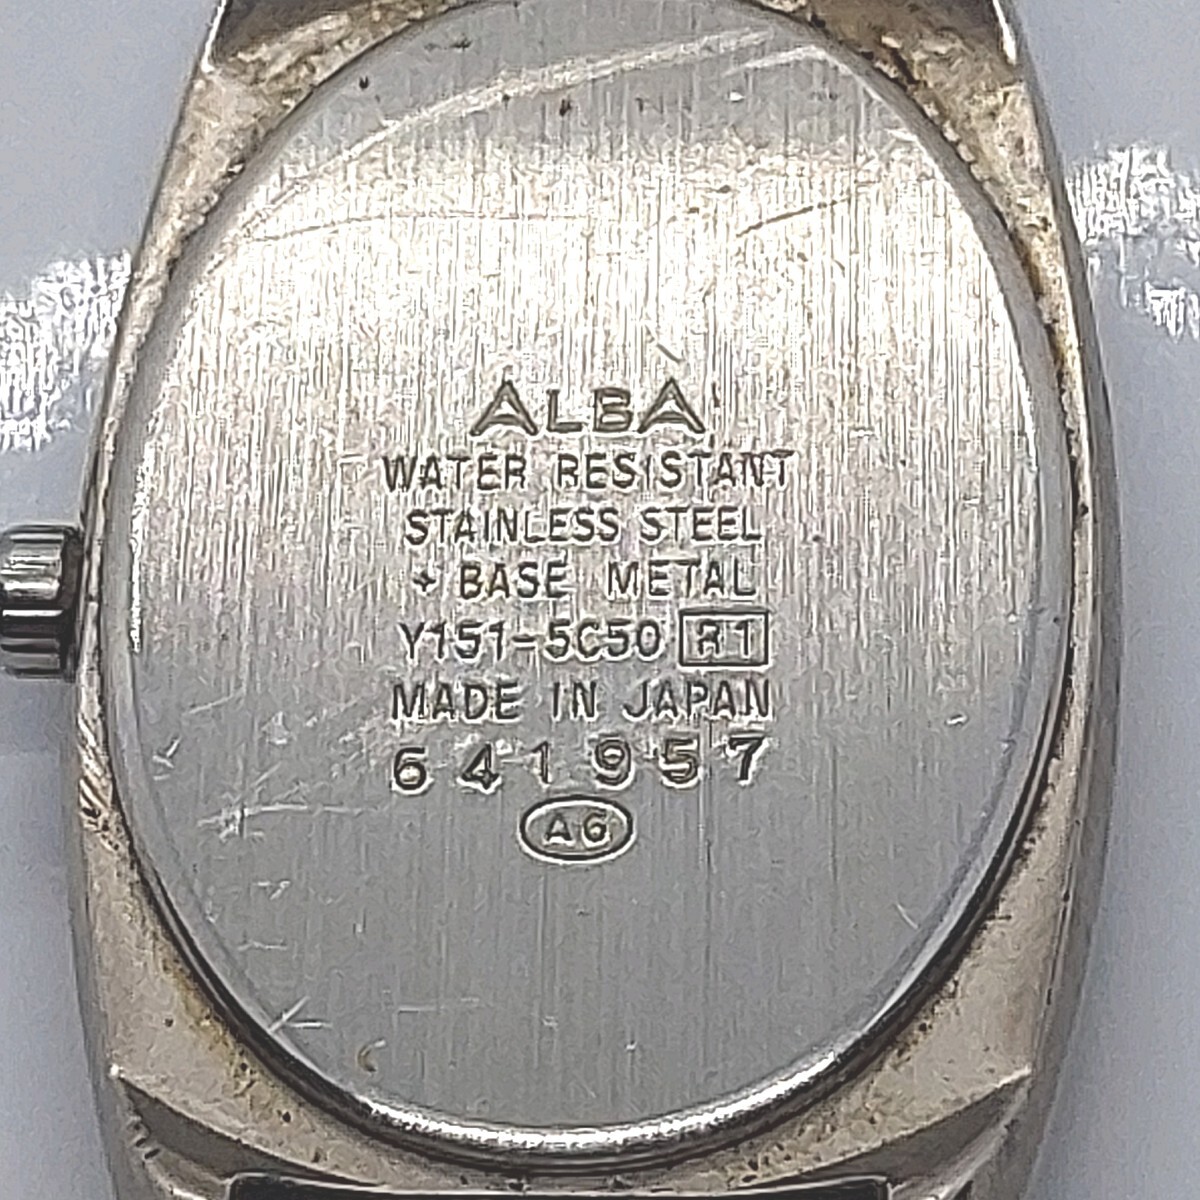 ALBA
WATER RESISTANT
STAINLESS STEEL
+ BASE METAL
Y151-5C50 R1
MADE IN JAPAN
641957
A6